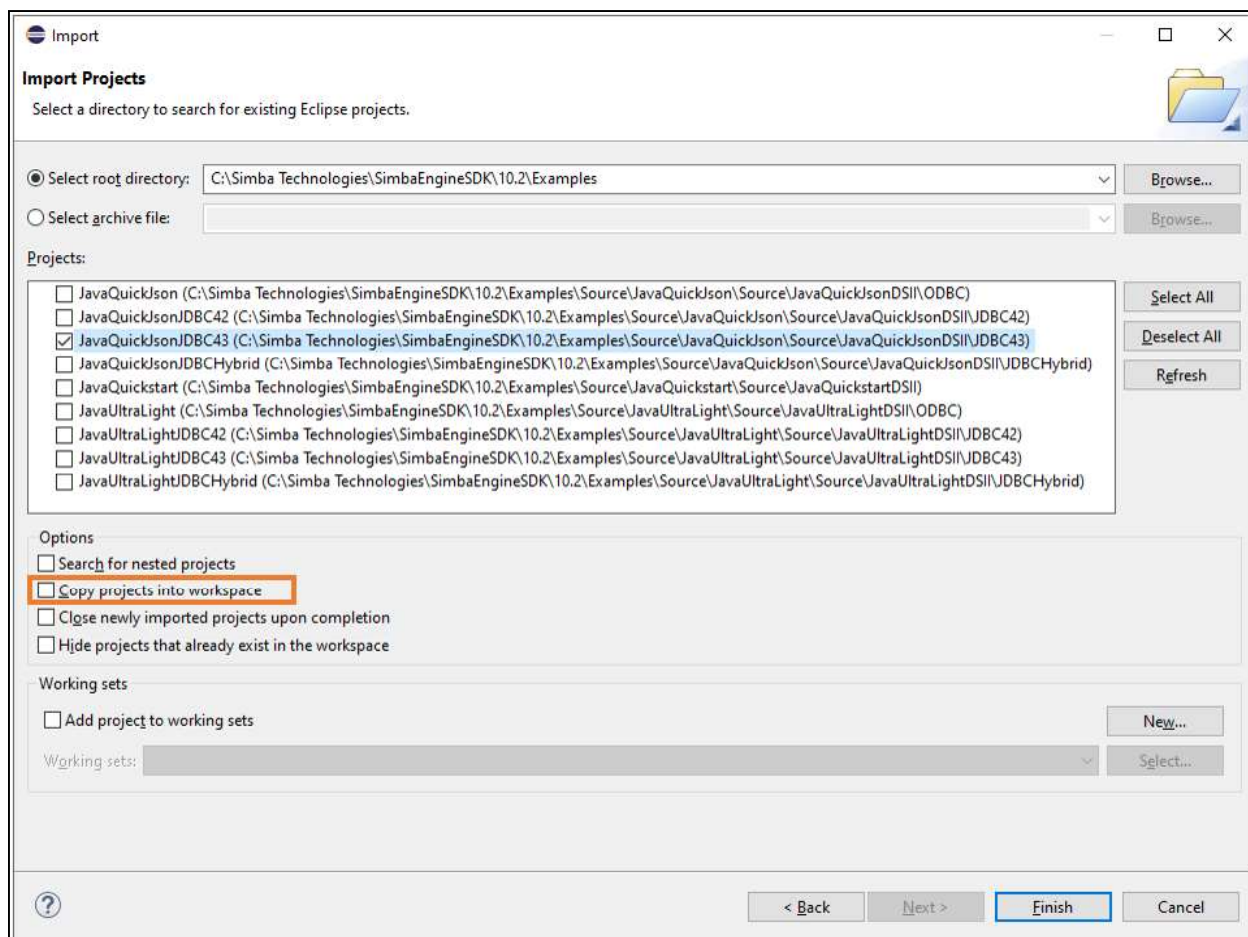 Import
Import Projects
Select a directory to search for existing Eclipse projects.
Select root directory: C:\Simba Technologies\SimbaEngineSDK\10.2\Examples Browse...
Select archive file: Browse...
Projects:
JavaQuickJson (C:\Simba Technologies\SimbaEngineSDK\10.2\Examples\Source\JavaQuickJson\Source\JavaQuickJsonDSII\ODBC)
JavaQuickJsonJDBC42 (C:\Simba Technologies\SimbaEngineSDK\10.2\Examples\Source\JavaQuickJson\Source\JavaQuickJsonDSII\JDBC42)
JavaQuickJsonJDBC43 (C:\Simba Technologies\SimbaEngineSDK\10.2\Examples\Source\JavaQuickJson\Source\JavaQuickJsonDSII\JDBC43)
JavaQuickJsonJDBCHybrid (C:\Simba Technologies\SimbaEngineSDK\10.2\Examples\Source\JavaQuickJson\Source\JavaQuickJsonDSII\JDBCHybrid)
JavaQuickstart (C:\Simba Technologies\SimbaEngineSDK\10.2\Examples\Source\JavaQuickstart\Source\JavaQuickstartDSII)
JavaUltraLight (C:\Simba Technologies\SimbaEngineSDK\10.2\Examples\Source\JavaUltraLight\Source\JavaUltraLightDSII\ODBC)
JavaUltraLightJDBC42 (C:\Simba Technologies\SimbaEngineSDK\10.2\Examples\Source\JavaUltraLight\Source\JavaUltraLightDSII\JDBC42)
JavaUltraLightJDBC43 (C:\Simba Technologies\SimbaEngineSDK\10.2\Examples\Source\JavaUltraLight\Source\JavaUltraLightDSII\JDBC43)
JavaUltraLightJDBCHybrid (C:\Simba Technologies\SimbaEngineSDK\10.2\Examples\Source\JavaUltraLight\Source\JavaUltraLightDSII\JDBCHybrid)
Select All
Deselect All
Refresh
Options
Search for nested projects
Copy projects into workspace
Close newly imported projects upon completion
Hide projects that already exist in the workspace
Working sets
Add project to working sets New...
Working sets: Select...
? < Back Next > Finish Cancel